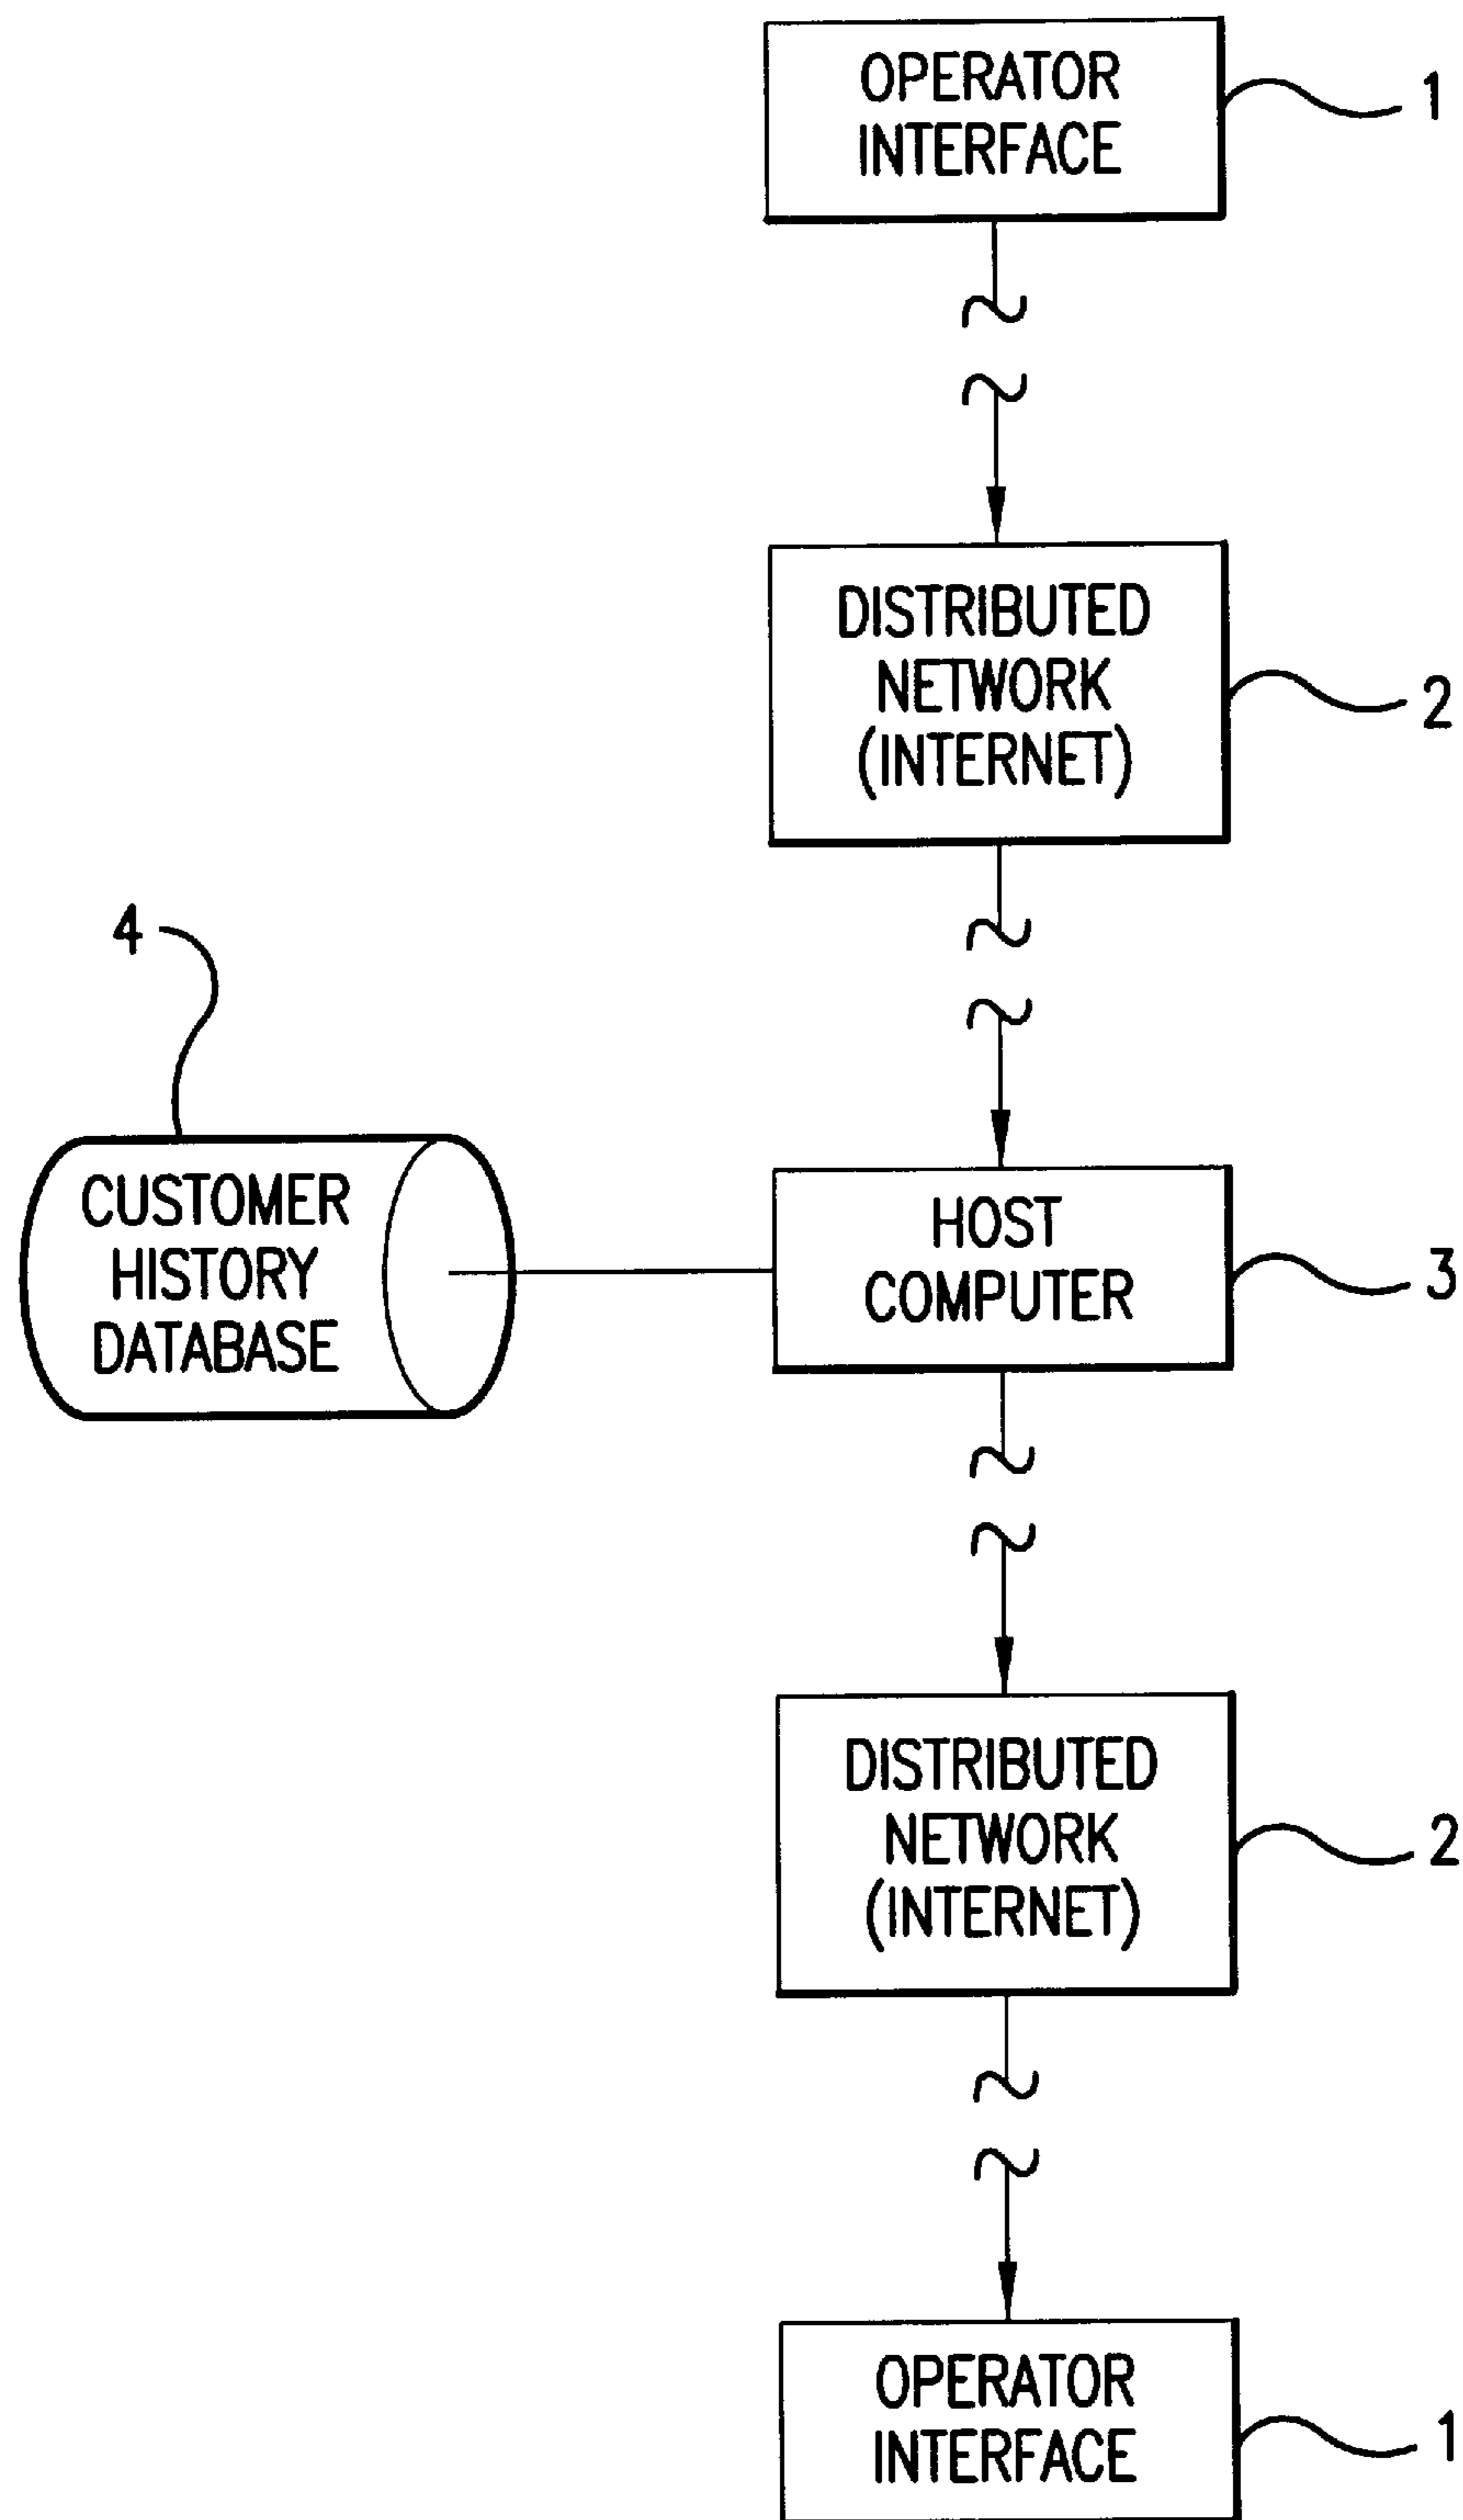 OPERATOR
INTERFACE
1
DISTRIBUTED
NETWORK
(INTERNET)
2
4
CUSTOMER
HISTORY
DATABASE
HOST
COMPUTER
3
DISTRIBUTED
NETWORK
(INTERNET)
2
OPERATOR
INTERFACE
1